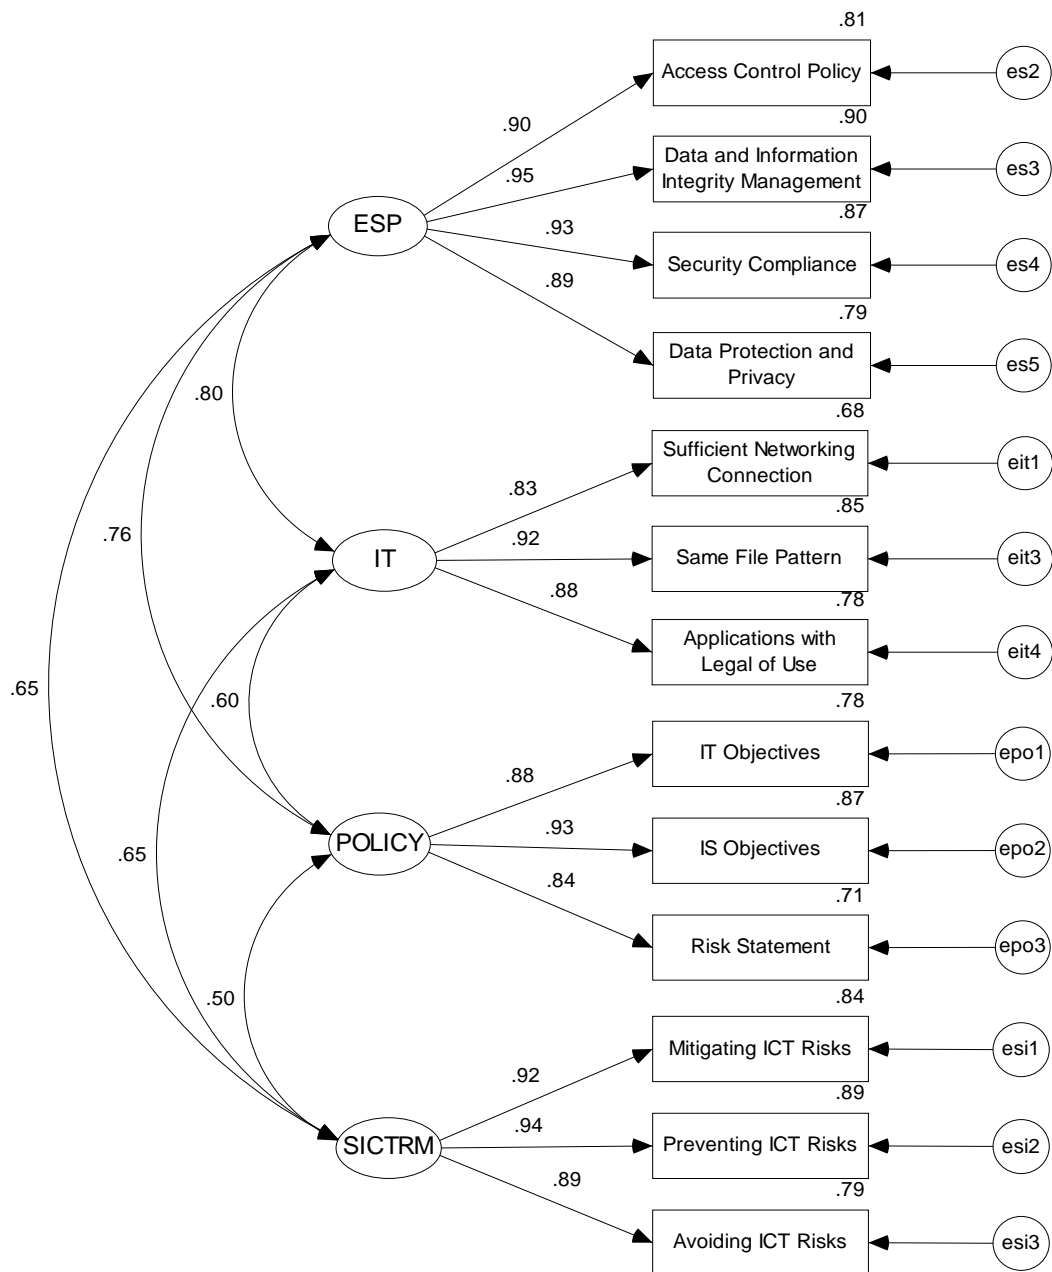 .81
Access Control Policy
es2
.90
.90
Data and Information
Integrity Management
es3
.95
.87
ESP
.93
Security Compliance
es4
.89
.79
Data Protection and
Privacy
es5
.80
.68
Sufficient Networking
Connection
eit1
.83
.85
.76
IT
.92
Same File Pattern
eit3
.88
.78
Applications with
Legal of Use
eit4
.65
.60
.78
IT Objectives
epo1
.88
.87
POLICY
.93
IS Objectives
epo2
.65
.84
.71
Risk Statement
epo3
.50
.84
Mitigating ICT Risks
esi1
.92
.89
SICTRM
.94
Preventing ICT Risks
esi2
.89
.79
Avoiding ICT Risks
esi3